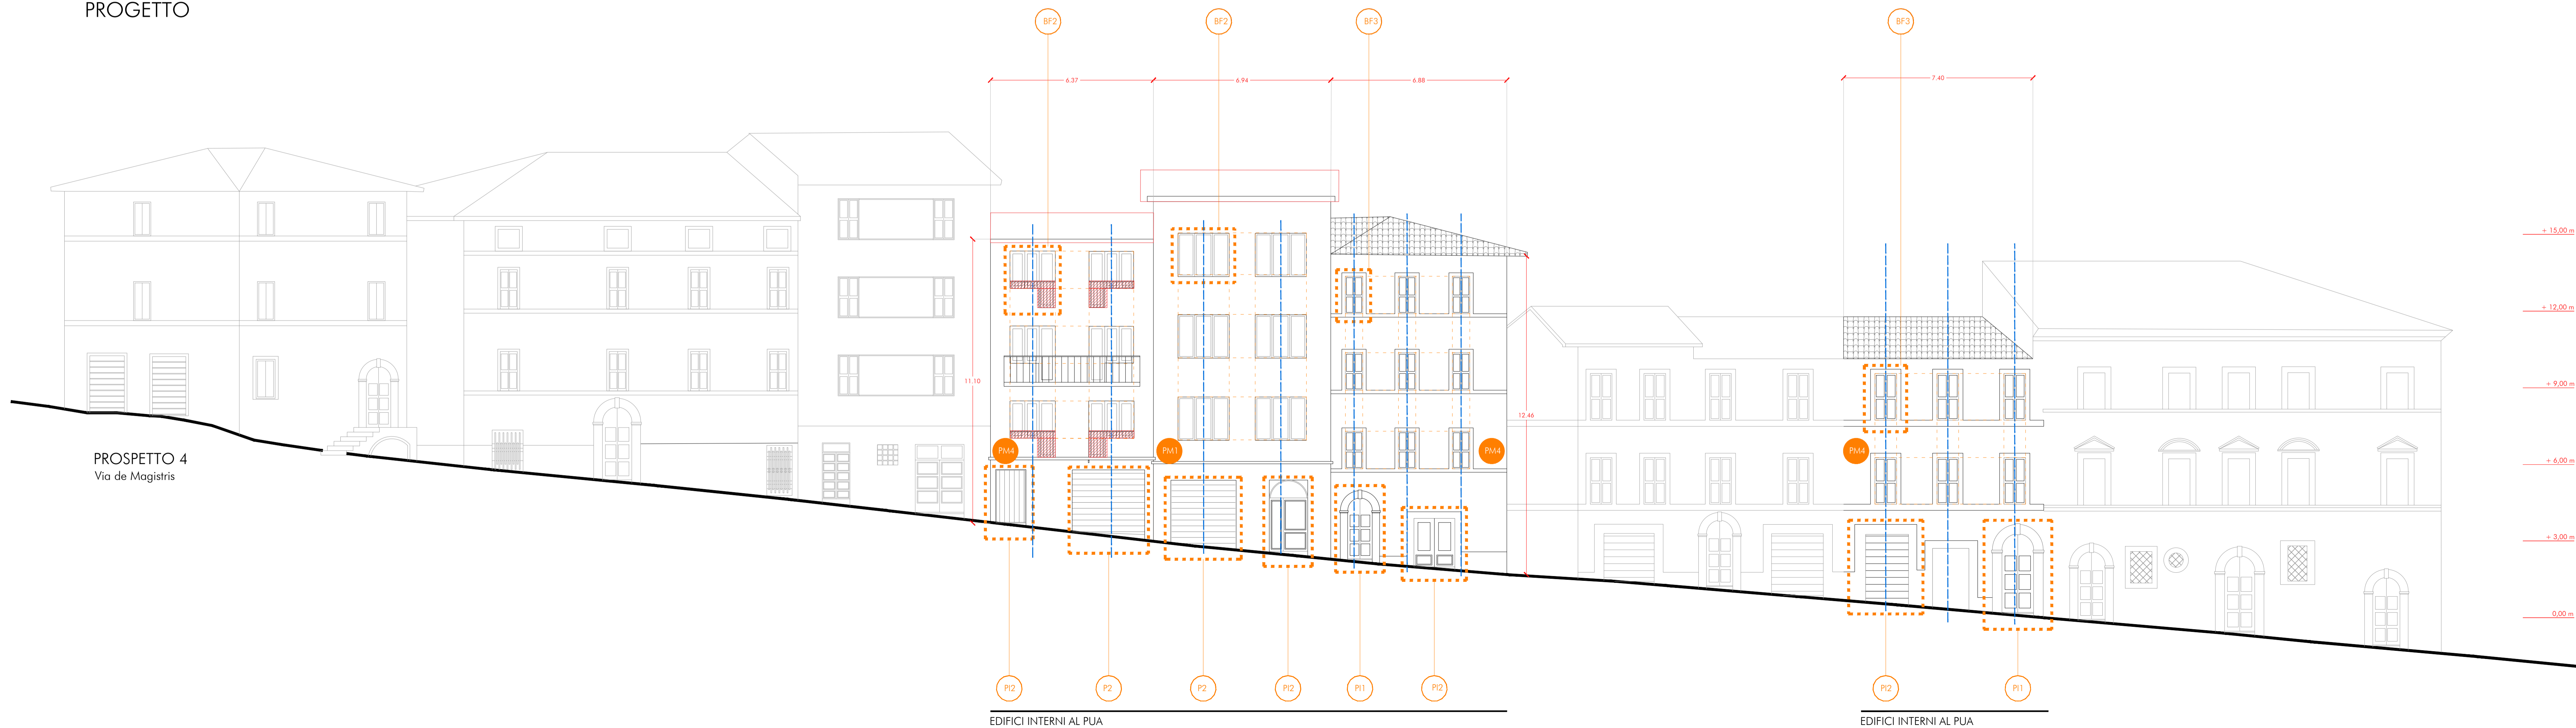 PROGETTO
BF2
BF2
BF3
BF3
6.37
6.94
6.88
7.40
+ 15,00 m
+ 12,00 m
+ 9,00 m
+ 6,00 m
+ 3,00 m
0,00 m
11.10
12.46
PM4
PM1
PM4
PM4
PROSPETTO 4
Via de Magistris
PI2
P2
P2
PI2
PI1
PI2
PI2
PI1
EDIFICI INTERNI AL PUA
EDIFICI INTERNI AL PUA